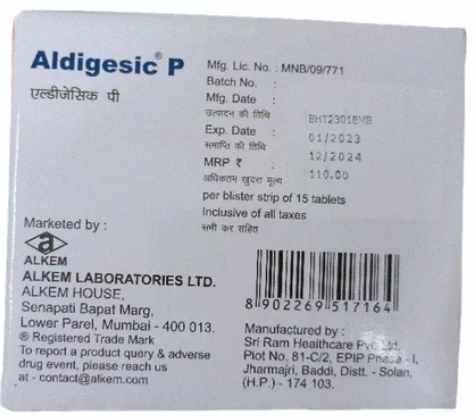 Aldigesic® P
एल्डीजेसिक पी
Mfg. Lic. No. : MNB/09/771
Batch No. :
Mfg. Date :
उत्पादन की तिथि
BHT23018MB
Exp. Date :
01/2023
समाप्ति की तिथि
12/2024
MRP ₹ :
110.00
अधिकतम खुदरा मूल्य
per blister strip of 15 tablets
Inclusive of all taxes
सभी कर सहित
Marketed by :
a
ALKEM
ALKEM LABORATORIES LTD.
ALKEM HOUSE,
Senapati Bapat Marg,
Lower Parel, Mumbai - 400 013.
® Registered Trade Mark
To report a product query & adverse
drug event, please reach us
at - contact@alkem.com
8 902269 517164
Manufactured by :
Sri Ram Healthcare Pvt. Ltd.
Plot No. 81-C/2, EPIP Phase - I,
Jharmajri, Baddi, Distt. - Solan,
(H.P.) - 174 103.